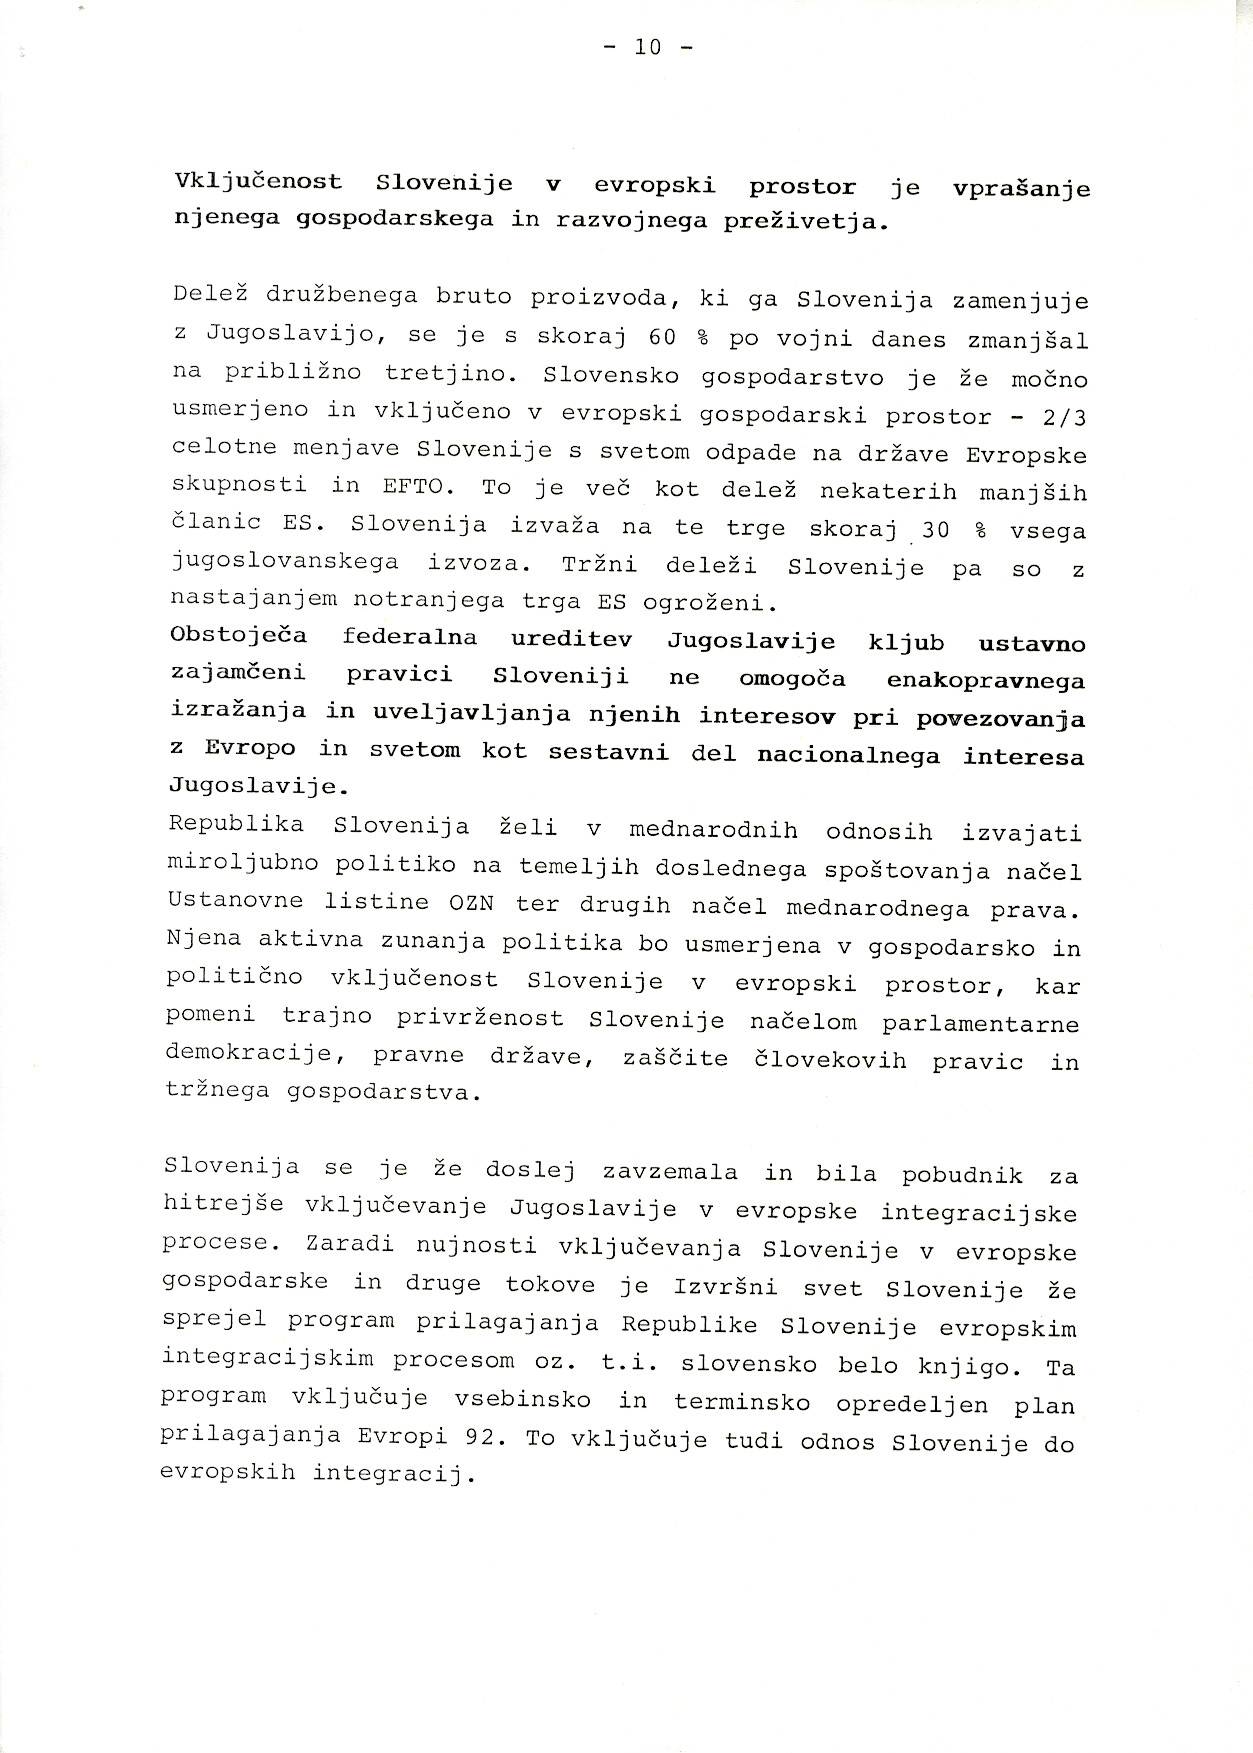 - 10 -
Vključenost Slovenije v evropski prostor je vprašanje
njenega gospodarskega in razvojnega preživetja.
Delež družbenega bruto proizvoda, ki ga Slovenija zamenjuje
z Jugoslavijo, se je s skoraj 60 % po vojni danes zmanjšal
na približno tretjino. Slovensko gospodarstvo je že močno
usmerjeno in vključeno v evropski gospodarski prostor - 2/3
celotne menjave Slovenije s svetom odpade na države Evropske
skupnosti in EFTO. To je več kot delež nekaterih manjših
članic ES. Slovenija izvaža na te trge skoraj 30 % vsega
jugoslovanskega izvoza. Tržni deleži Slovenije pa so z
nastajanjem notranjega trga ES ogroženi.
Obstoječa federalna ureditev Jugoslavije kljub ustavno
zajamčeni pravici Sloveniji ne omogoča enakopravnega
izražanja in uveljavljanja njenih interesov pri povezovanja
z Evropo in svetom kot sestavni del nacionalnega interesa
Jugoslavije.
Republika Slovenija želi v mednarodnih odnosih izvajati
miroljubno politiko na temeljih doslednega spoštovanja načel
Ustanovne listine OZN ter drugih načel mednarodnega prava.
Njena aktivna zunanja politika bo usmerjena v gospodarsko in
politično vključenost Slovenije v evropski prostor, kar
pomeni trajno privrženost Slovenije načelom parlamentarne
demokracije, pravne države, zaščite človekovih pravic in
tržnega gospodarstva.
Slovenija se je že doslej zavzemala in bila pobudnik za
hitrejše vključevanje Jugoslavije v evropske integracijske
procese. Zaradi nujnosti vključevanja Slovenije v evropske
gospodarske in druge tokove je Izvršni svet Slovenije že
sprejel program prilagajanja Republike Slovenije evropskim
integracijskim procesom oz. t.i. slovensko belo knjigo. Ta
program vključuje vsebinsko in terminsko opredeljen plan
prilagajanja Evropi 92. To vključuje tudi odnos Slovenije do
evropskih integracij.